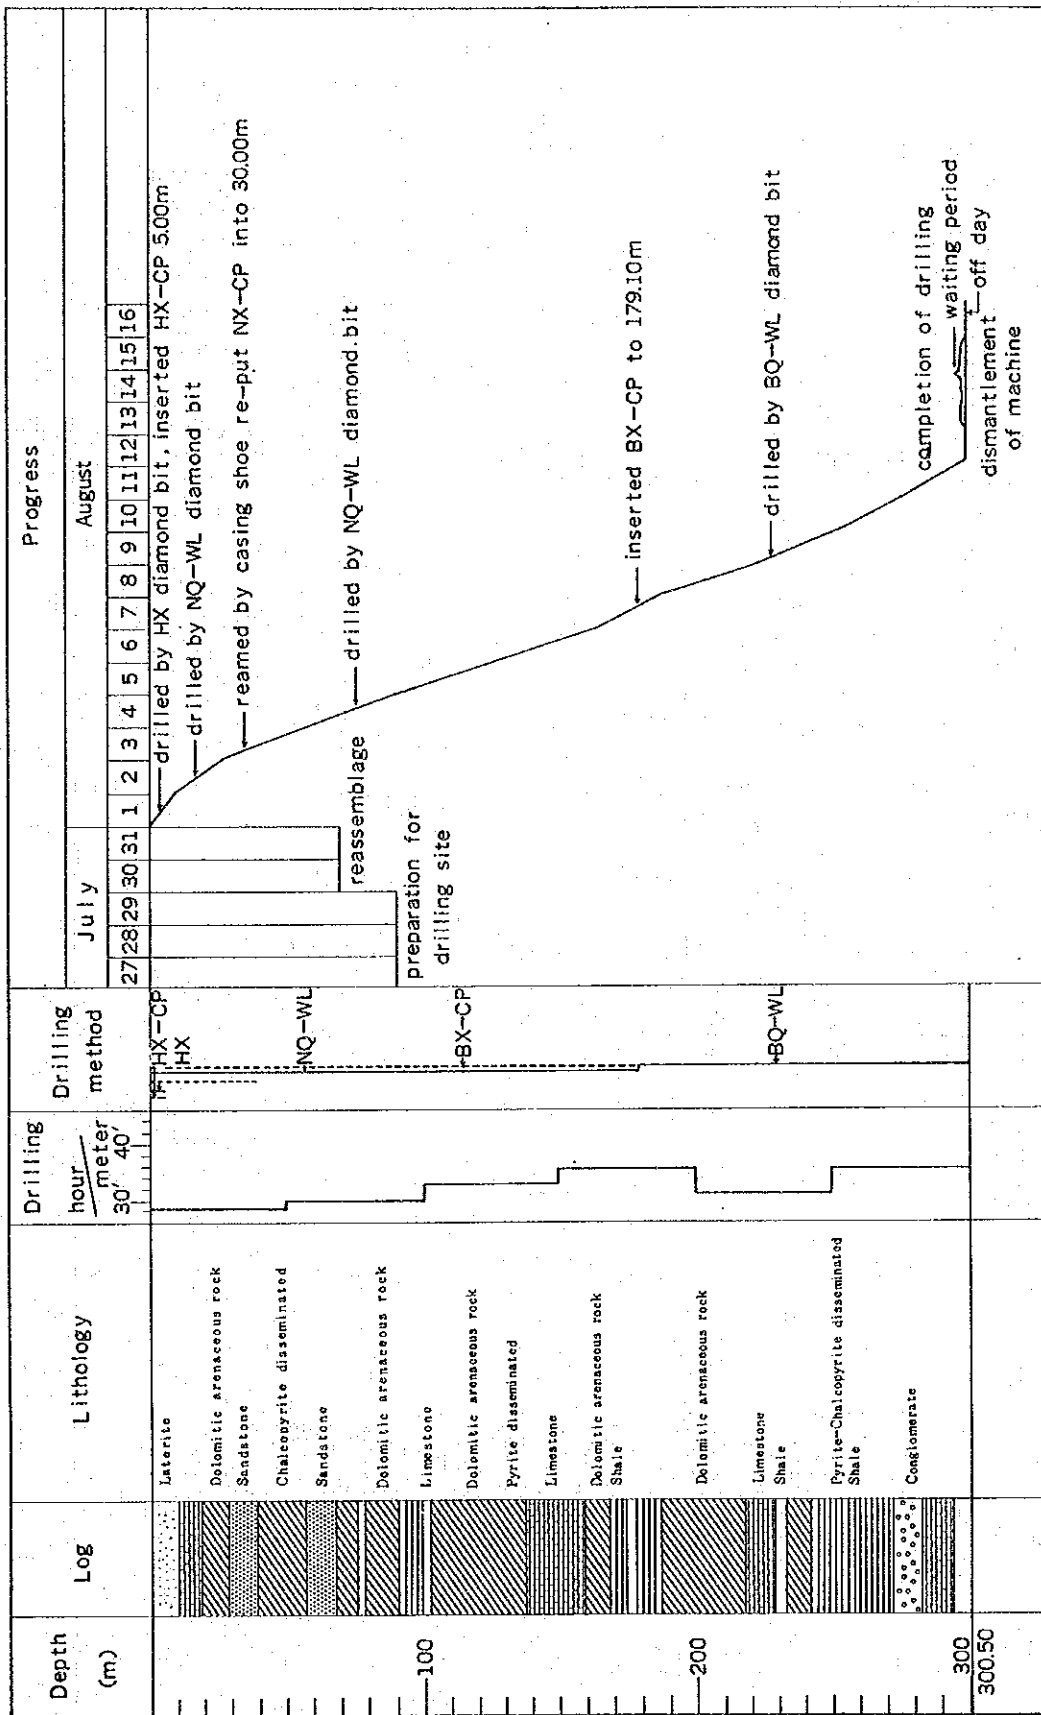 Progress
July
August
27 28 29 30 31 1 2 3 4 5 6 7 8 9 10 11 12 13 14 15 16
drilled by HX diamond bit, inserted HX-CP 5.00m
drilled by NQ-WL diamond bit
reamed by casing shoe re-put NX-CP into 30.00m
drilled by NQ-WL diamond bit
reassemblage
preparation for
drilling site
inserted BX-CP to 179.10m
drilled by BQ-WL diamond bit
completion of drilling
waiting period
off day
dismantlement
of machine
Drilling
method
HX-CP
HX
NQ-WL
BX-CP
BQ-WL
Drilling
hour/meter
30' 40'
Lithology
Laterite
Dolomitic arenaceous rock
Sandstone
Chalcopyrite disseminated
Sandstone
Dolomitic arenaceous rock
Limestone
Dolomitic arenaceous rock
Pyrite disseminated
Limestone
Dolomitic arenaceous rock
Shale
Dolomitic arenaceous rock
Limestone
Shale
Pyrite-Chalcopyrite disseminated
Shale
Conglomerate
Log
Depth
(m)
100
200
300
300.50